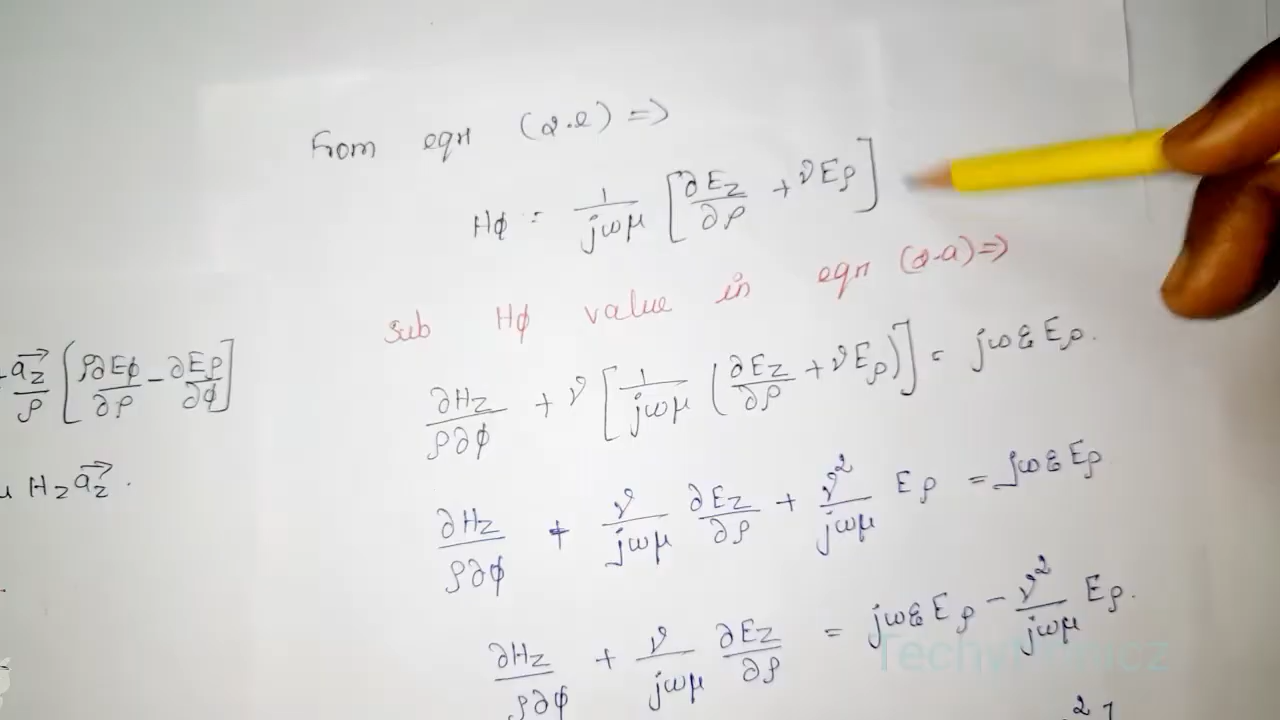 From eqn (2.e) =>
Hφ = 1/jωμ [∂Ez/∂ρ + γEρ]
Sub Hφ value in eqn (2.a) =>
∂Hz/ρ∂φ + γ [1/jωμ (∂Ez/∂ρ + γEρ)] = jωε Eρ.
az→/ρ [ρ∂Eφ/∂ρ − ∂Eρ/∂φ]
Hz az→.
∂Hz/ρ∂φ + γ/jωμ ∂Ez/∂ρ + γ²/jωμ Eρ = jωε Eρ
∂Hz/ρ∂φ + γ/jωμ ∂Ez/∂ρ = jωε Eρ − γ²/jωμ Eρ.